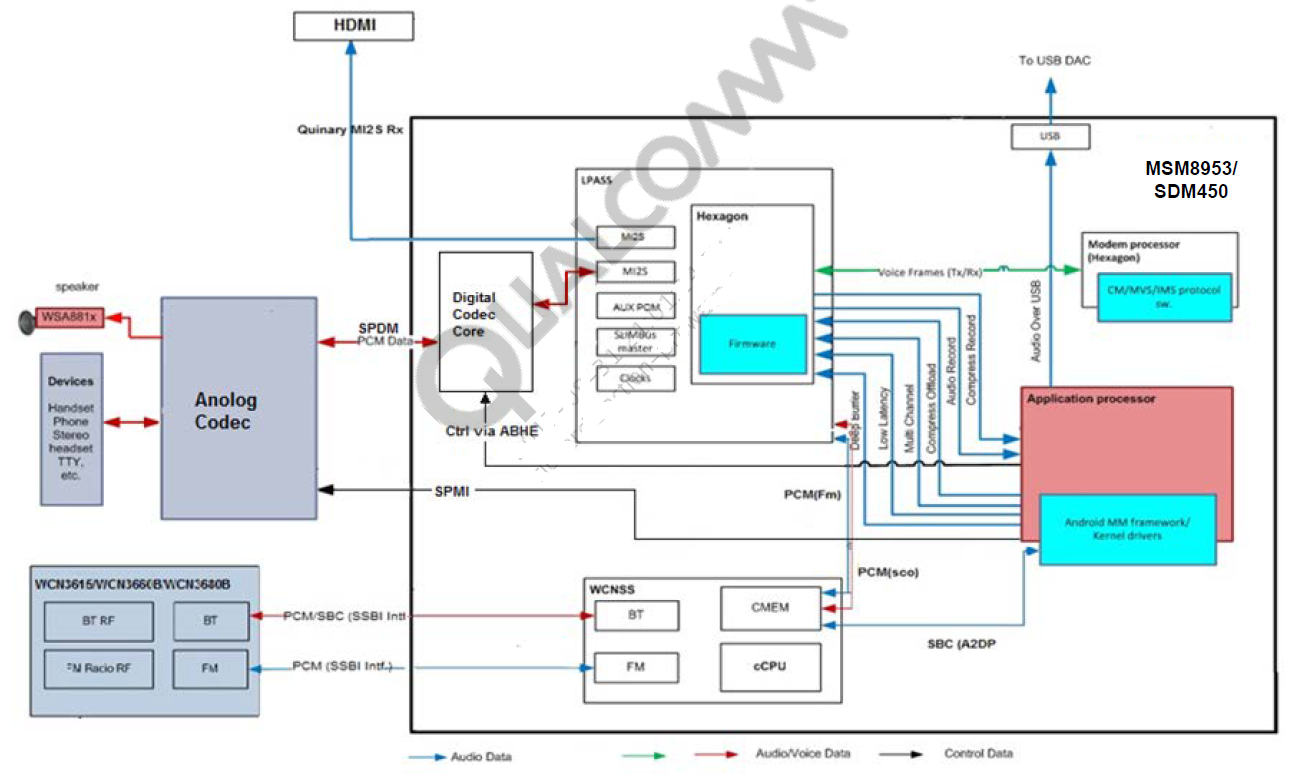 HDMI
To USB DAC
Quinary MI2S Rx
USB
MSM8953/
SDM450
LPASS
Hexagon
MI2S
MI2S
AUX PCM
SLIMBus
master
Clocks
Firmware
QUALCOMM
Voice Frames (Tx/Rx)
Modem processor
(Hexagon)
CM/MVS/IMS protocol
sw.
Digital
Codec
Core
speaker
WSA881x
SPDM
PCM Data
Devices
Handset
Phone
Stereo
headset
TTY,
etc.
Anolog
Codec
Ctrl via ABHE
SPMI
Deep Buffer
Low Latency
Multi Channel
Compress Offload
Audio Record
Compress Record
Audio Over USB
Application processor
Android MM framework/
Kernel drivers
PCM(Fm)
PCM(sco)
SBC (A2DP
WCN3615/WCN3660B/WCN3680B
BT RF
BT
FM Racio RF
FM
PCM/SBC (SSBI Intl
PCM (SSBI Intf.)
WCNSS
BT
CMEM
FM
cCPU
Audio Data
Audio/Voice Data
Control Data